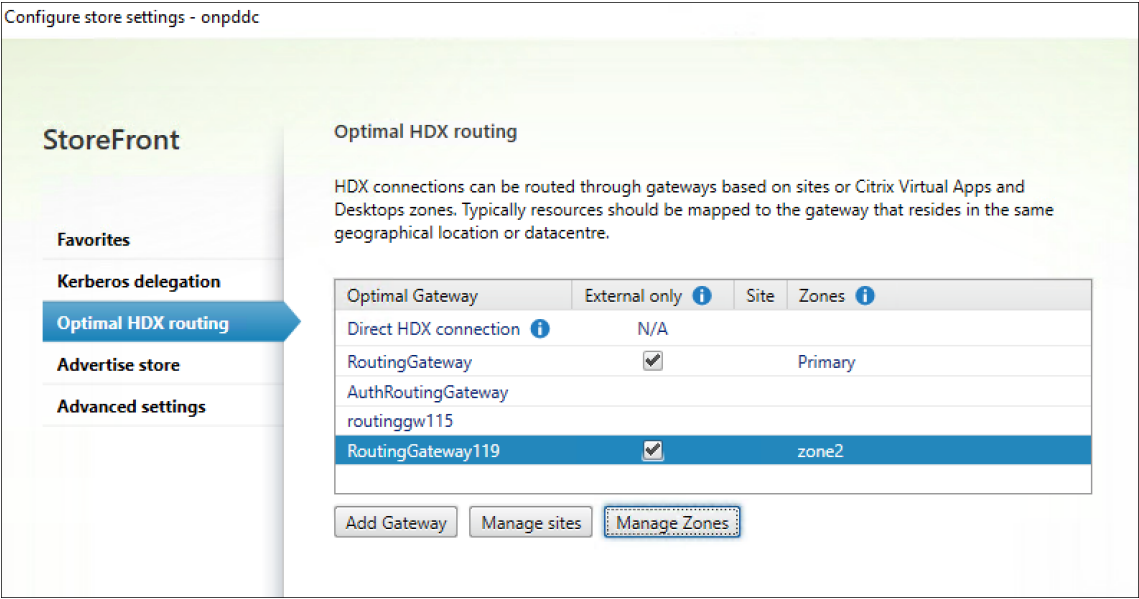 Configure store settings - onpddc
StoreFront
Favorites
Kerberos delegation
Optimal HDX routing
Advertise store
Advanced settings
Optimal HDX routing
HDX connections can be routed through gateways based on sites or Citrix Virtual Apps and
Desktops zones. Typically resources should be mapped to the gateway that resides in the same
geographical location or datacentre.
Optimal Gateway External only i Site Zones i
Direct HDX connection i N/A
RoutingGateway Primary
AuthRoutingGateway
routinggw115
RoutingGateway119 zone2
Add Gateway Manage sites Manage Zones